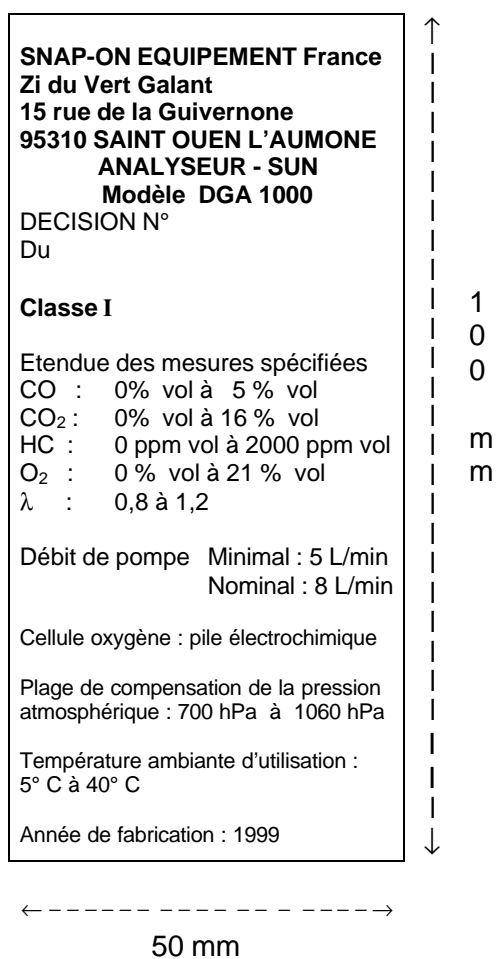 SNAP-ON EQUIPEMENT France
Zi du Vert Galant
15 rue de la Guivernone
95310 SAINT OUEN L'AUMONE
ANALYSEUR - SUN
Modèle DGA 1000
DECISION N°
Du
Classe I
Etendue des mesures spécifiées
CO : 0% vol à 5 % vol
CO₂ : 0% vol à 16 % vol
HC : 0 ppm vol à 2000 ppm vol
O₂ : 0 % vol à 21 % vol
λ : 0,8 à 1,2
Débit de pompe Minimal : 5 L/min
Nominal : 8 L/min
Cellule oxygène : pile électrochimique
Plage de compensation de la pression
atmosphérique : 700 hPa à 1060 hPa
Température ambiante d'utilisation :
5° C à 40° C
Année de fabrication : 1999
100 mm
50 mm